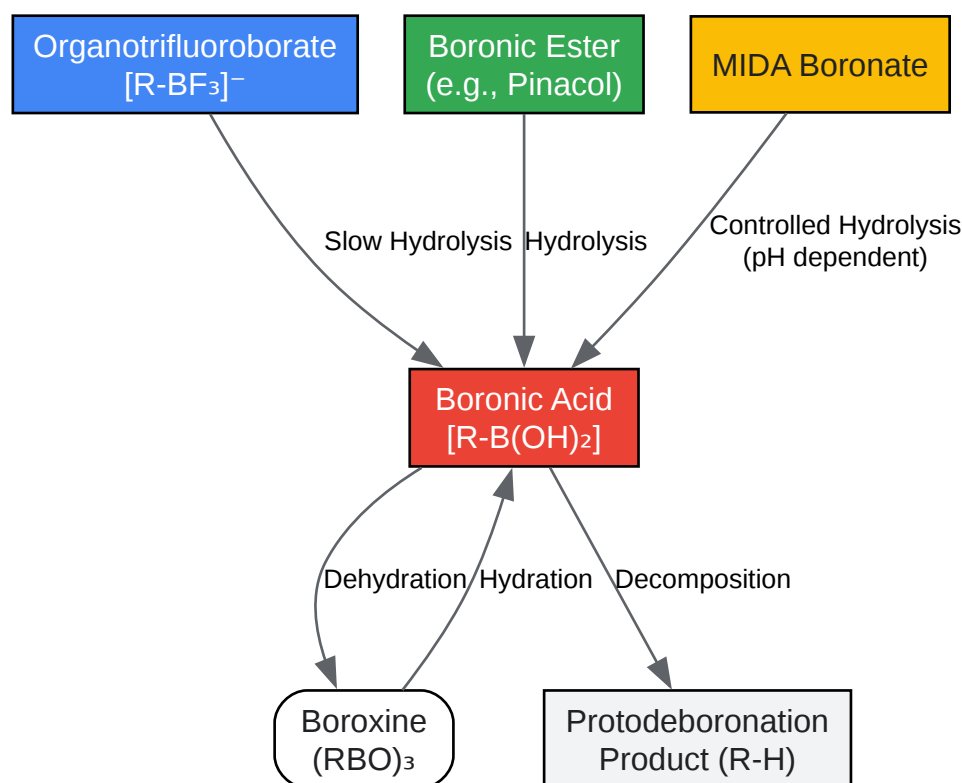 Organotrifluoroborate
[R-BF₃]⁻
Boronic Ester
(e.g., Pinacol)
MIDA Boronate
Slow Hydrolysis
Hydrolysis
Controlled Hydrolysis
(pH dependent)
Boronic Acid
[R-B(OH)₂]
Dehydration
Hydration
Decomposition
Boroxine
(RBO)₃
Protodeboronation
Product (R-H)